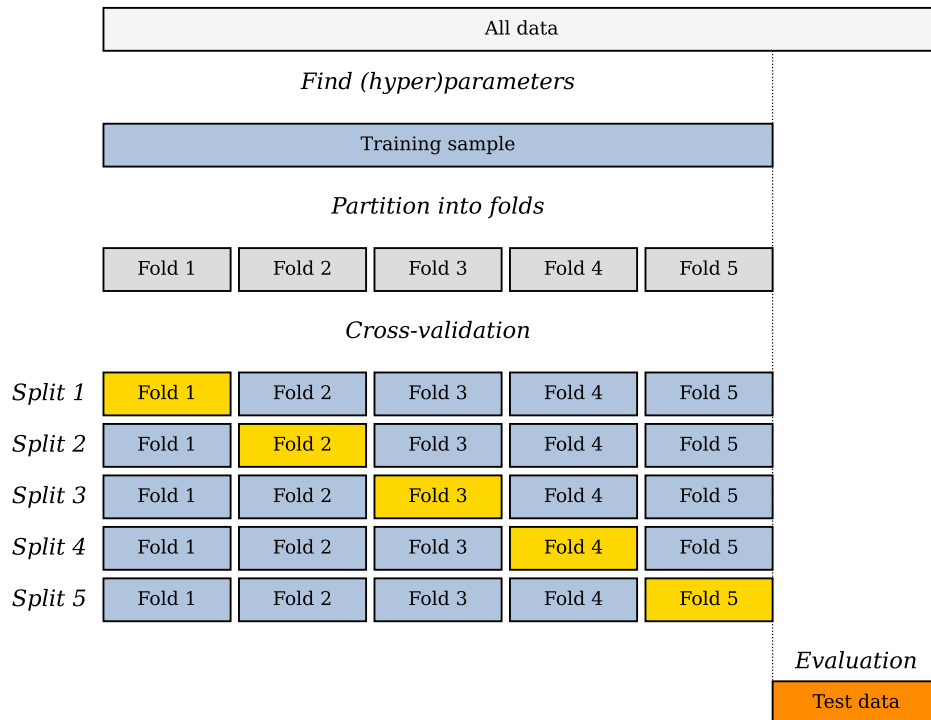 All data
Find (hyper)parameters
Training sample
Partition into folds
Fold 1 Fold 2 Fold 3 Fold 4 Fold 5
Cross-validation
Split 1 Fold 1 Fold 2 Fold 3 Fold 4 Fold 5
Split 2 Fold 1 Fold 2 Fold 3 Fold 4 Fold 5
Split 3 Fold 1 Fold 2 Fold 3 Fold 4 Fold 5
Split 4 Fold 1 Fold 2 Fold 3 Fold 4 Fold 5
Split 5 Fold 1 Fold 2 Fold 3 Fold 4 Fold 5
Evaluation
Test data